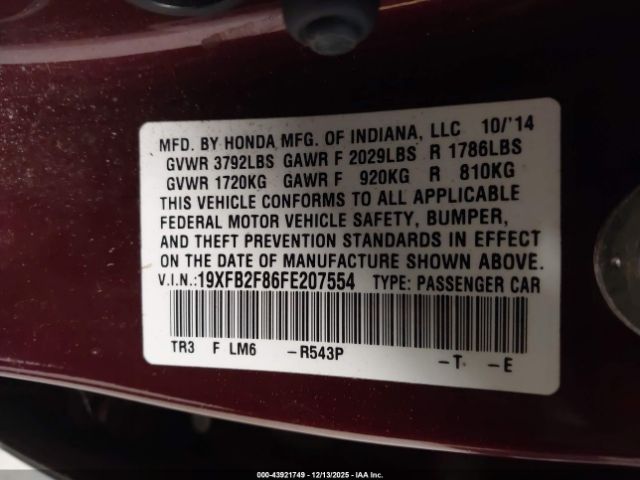 MFD. BY HONDA MFG. OF INDIANA, LLC 10/'14
GVWR 3792LBS GAWR F 2029LBS R 1786LBS
GVWR 1720KG GAWR F 920KG R 810KG
THIS VEHICLE CONFORMS TO ALL APPLICABLE
FEDERAL MOTOR VEHICLE SAFETY, BUMPER,
AND THEFT PREVENTION STANDARDS IN EFFECT
ON THE DATE OF MANUFACTURE SHOWN ABOVE.
V.I.N.:19XFB2F86FE207554 TYPE: PASSENGER CAR
TR3 F LM6 -R543P -T -E
000-43921749 | 12/13/2025 | IAA Inc.